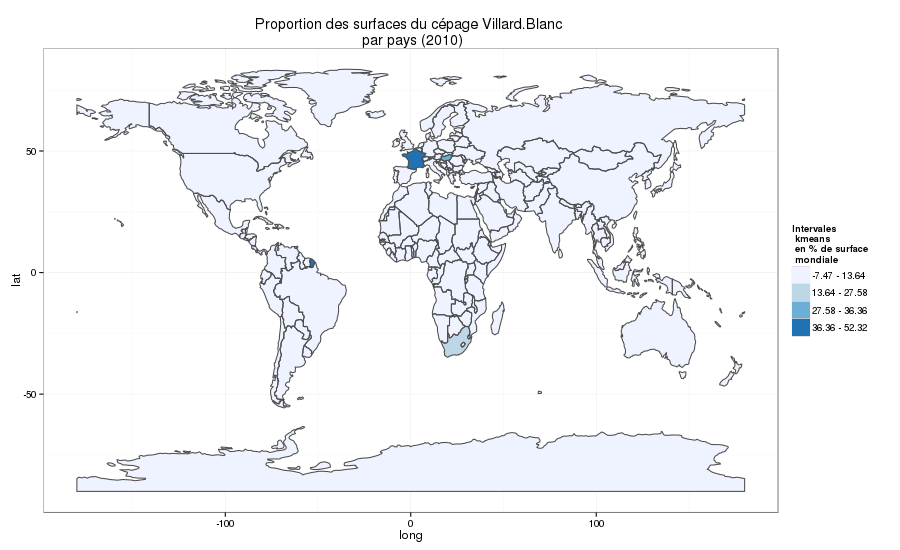 Proportion des surfaces du cépage Villard.Blanc
par pays (2010)
50
0
-50
lat
-100
0
100
long
Intervales
kmeans
en % de surface
mondiale
-7.47 - 13.64
13.64 - 27.58
27.58 - 36.36
36.36 - 52.32